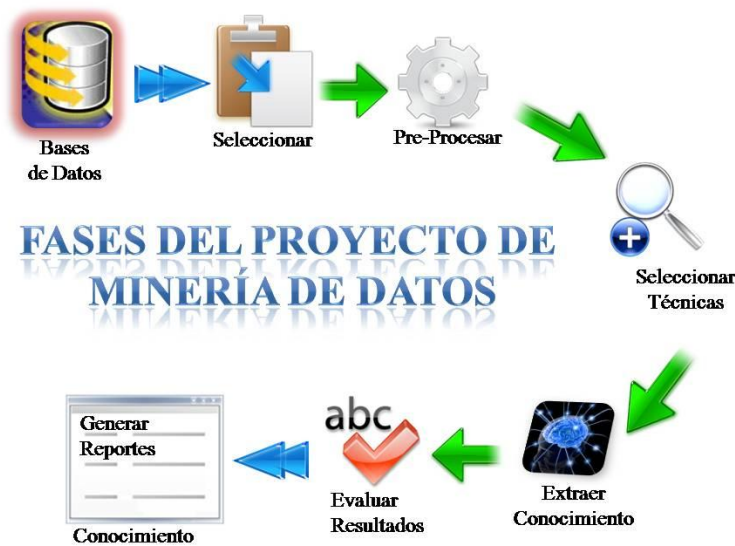 Bases
de Datos
Seleccionar
Pre-Procesar
FASES DEL PROYECTO DE
MINERÍA DE DATOS
Seleccionar
Técnicas
Extraer
Conocimiento
abc
Evaluar
Resultados
Generar
Reportes
Conocimiento